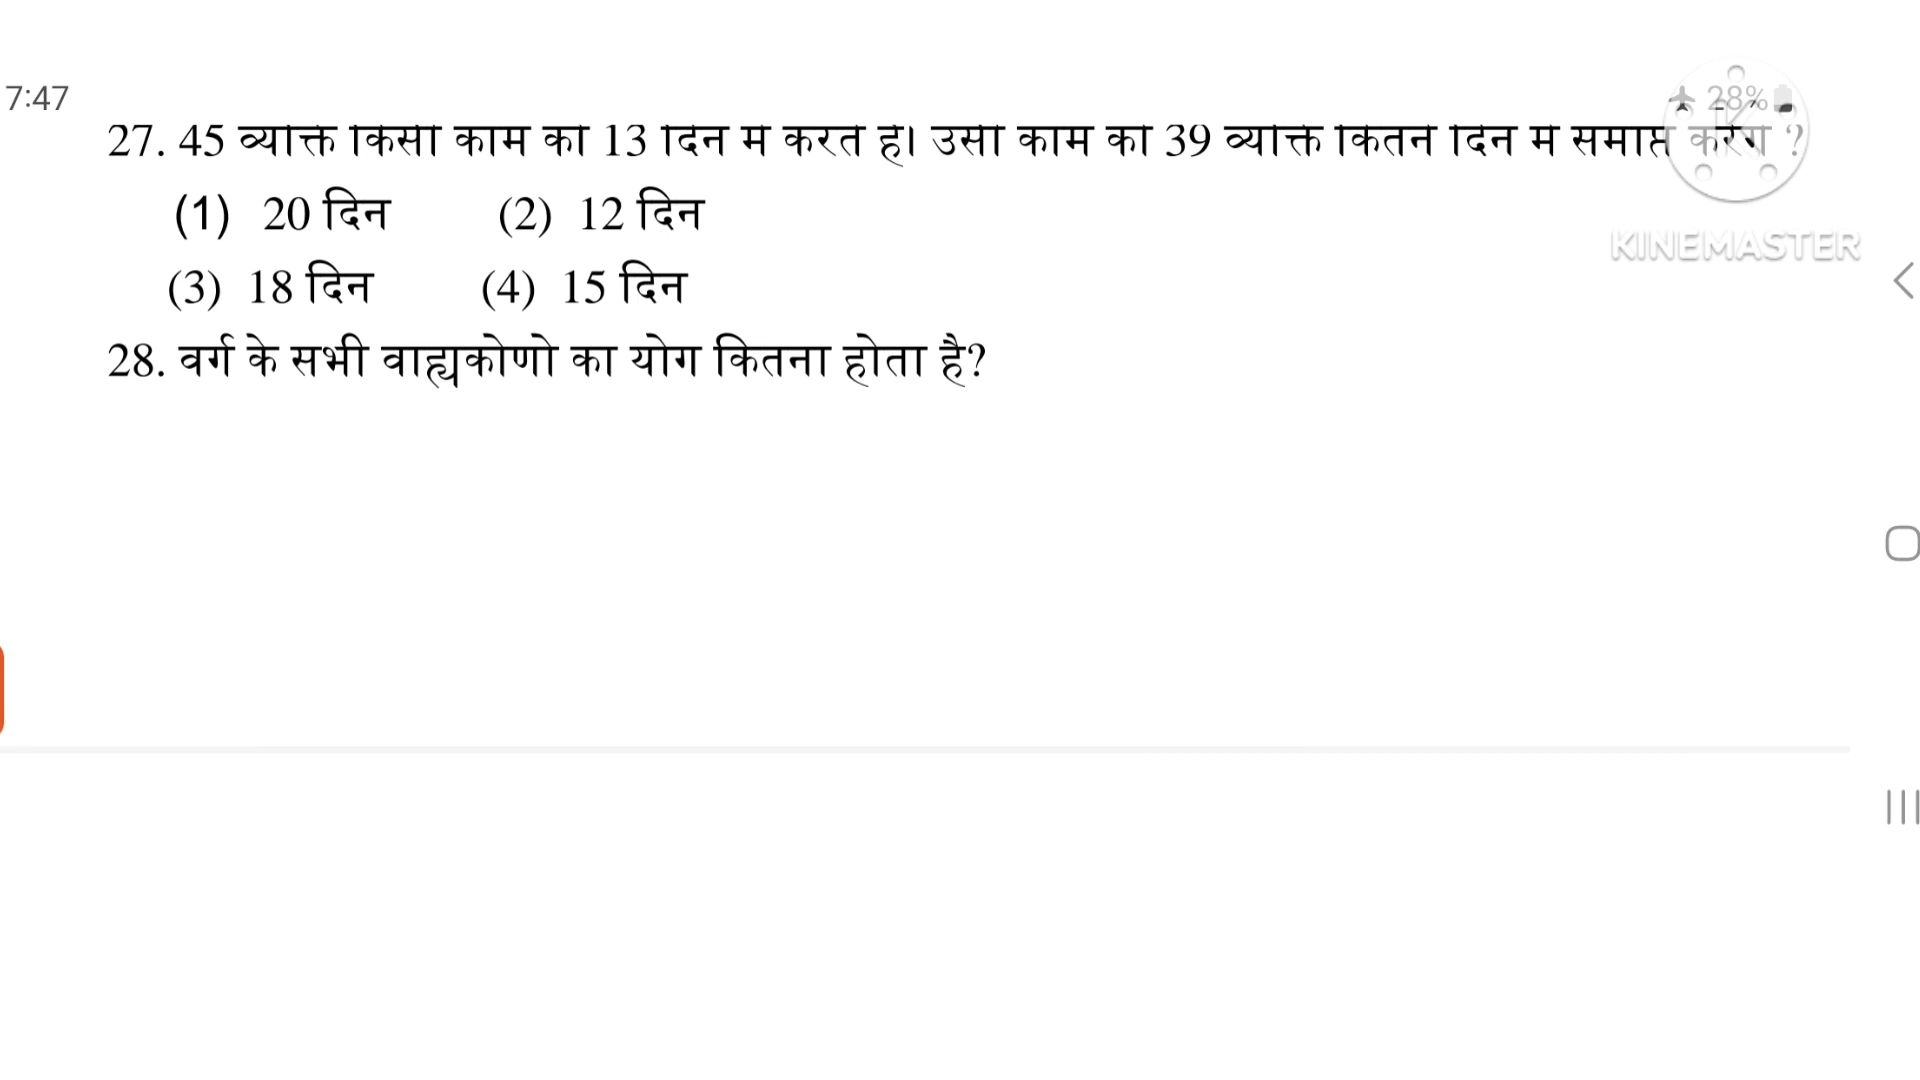 7:47
28%
27. 45 व्यक्ति किसी काम को 13 दिन में करते हैं। उसी काम को 39 व्यक्ति कितने दिन में समाप्त करेंगे ?
(1) 20 दिन (2) 12 दिन
KINEMASTER
(3) 18 दिन (4) 15 दिन
28. वर्ग के सभी वाह्यकोणो का योग कितना होता है?